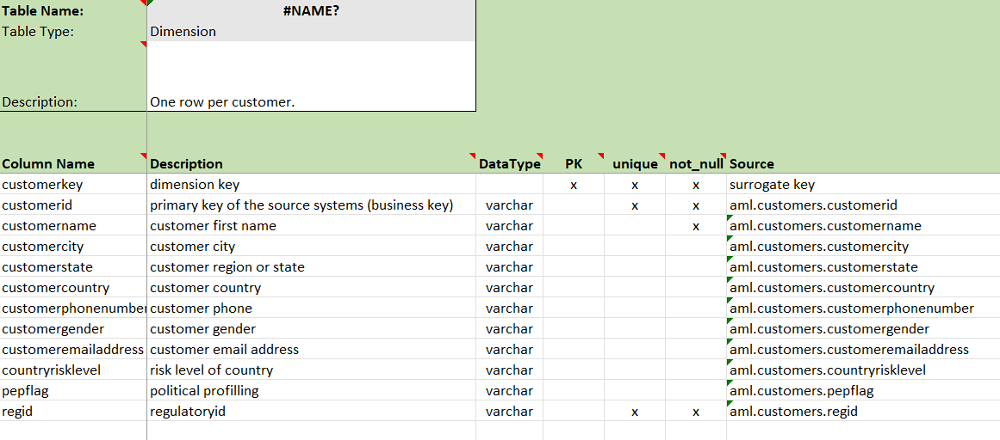 Table Name: #NAME?
Table Type: Dimension
Description: One row per customer.
Column Name Description DataType PK unique not_null Source
customerkey dimension key x x x surrogate key
customerid primary key of the source systems (business key) varchar x x aml.customers.customerid
customername customer first name varchar x aml.customers.customername
customercity customer city varchar aml.customers.customercity
customerstate customer region or state varchar aml.customers.customerstate
customercountry customer country varchar aml.customers.customercountry
customerphonenumber customer phone varchar aml.customers.customerphonenumber
customergender customer gender varchar aml.customers.customergender
customeremailaddress customer email address varchar aml.customers.customeremailaddress
countryrisklevel risk level of country varchar aml.customers.countryrisklevel
pepflag political profilling varchar aml.customers.pepflag
regid regulatoryid varchar x x aml.customers.regid